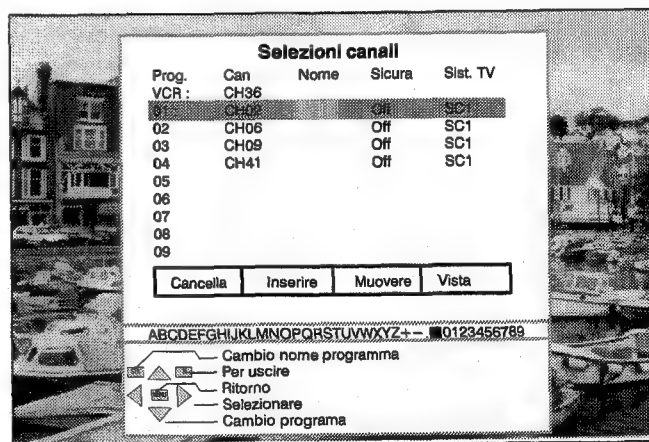 Selezioni canali
Prog. Can Nome Sicura Sist. TV
VCR : CH36
01 CH02 Off SC1
02 CH06 Off SC1
03 CH09 Off SC1
04 CH41 Off SC1
05
06
07
08
09
Cancella Inserire Muovere Vista
ABCDEFGHIJKLMNOPQRSTUVWXYZ+-. 0123456789
Cambio nome programma
Per uscire
Ritorno
Selezionare
Cambio programa